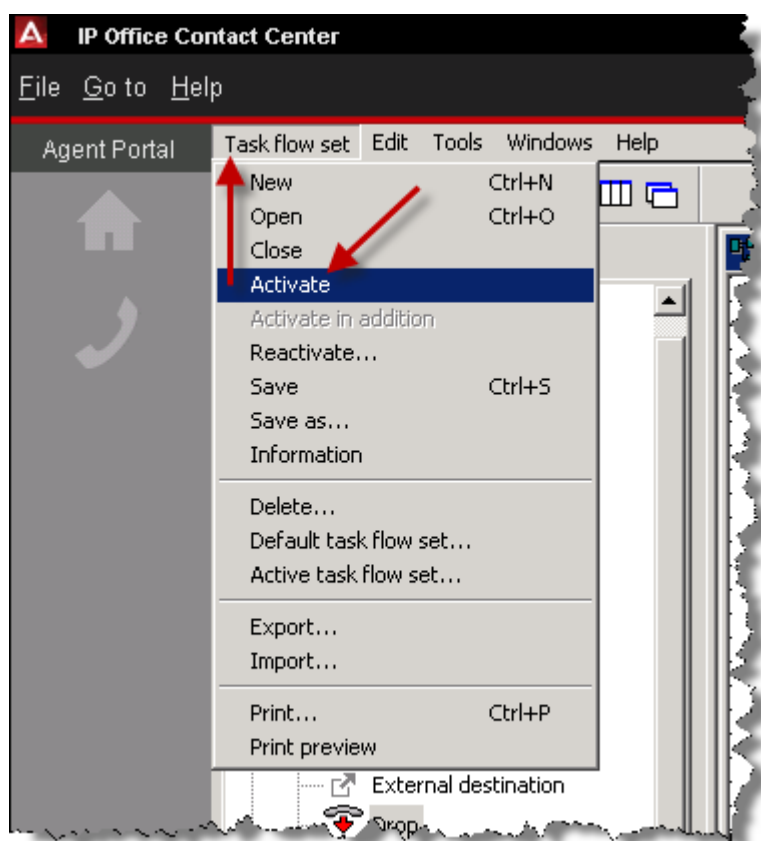 IP Office Contact Center
File Go to Help
Agent Portal
Task flow set Edit Tools Windows Help
New Ctrl+N
Open Ctrl+O
Close
Activate
Activate in addition
Reactivate...
Save Ctrl+S
Save as...
Information
Delete...
Default task flow set...
Active task flow set...
Export...
Import...
Print... Ctrl+P
Print preview
External destination
Drop